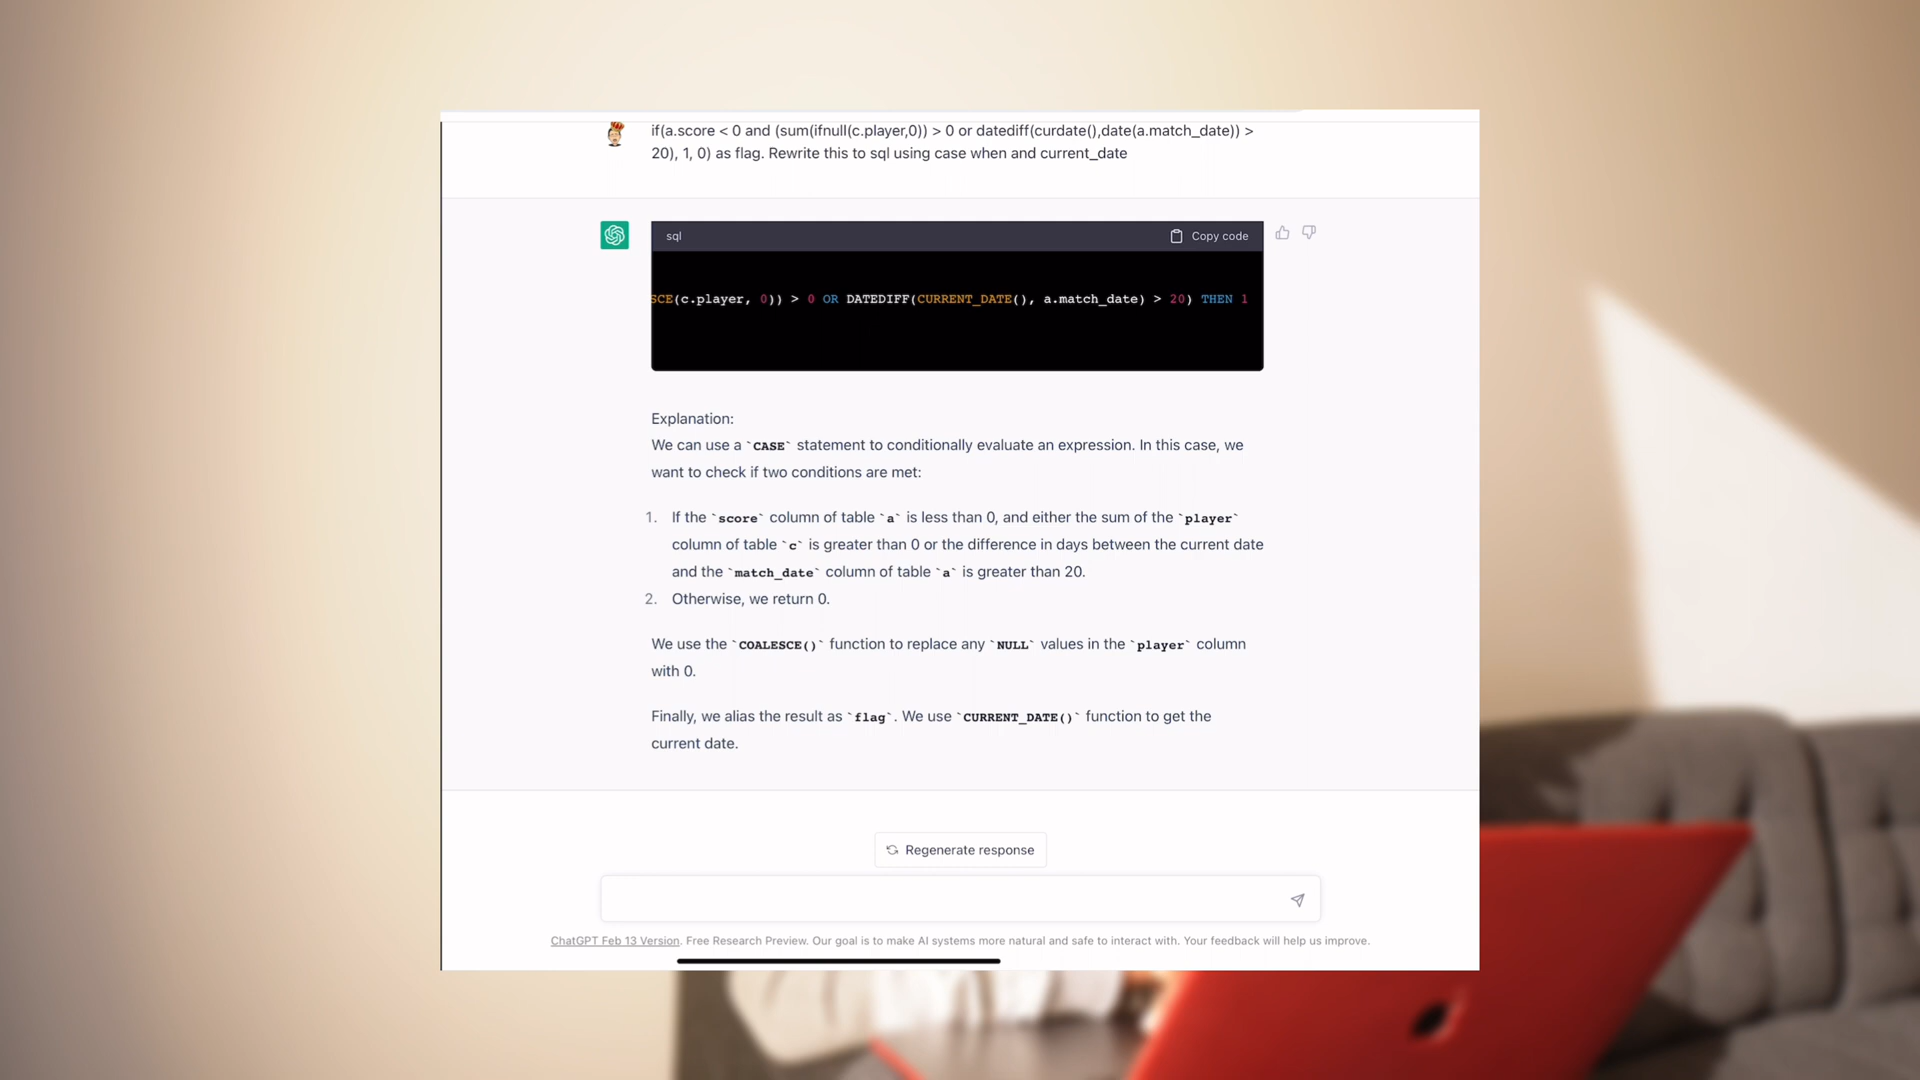 if(a.score < 0 and (sum(ifnull(c.player,0)) > 0 or datediff(curdate(),date(a.match_date)) >
20), 1, 0) as flag. Rewrite this to sql using case when and current_date
sql
Copy code
SCE(c.player, 0)) > 0 OR DATEDIFF(CURRENT_DATE(), a.match_date) > 20) THEN 1
Explanation:
We can use a `CASE` statement to conditionally evaluate an expression. In this case, we
want to check if two conditions are met:
1. If the `score` column of table `a` is less than 0, and either the sum of the `player`
column of table `c` is greater than 0 or the difference in days between the current date
and the `match_date` column of table `a` is greater than 20.
2. Otherwise, we return 0.
We use the `COALESCE()` function to replace any `NULL` values in the `player` column
with 0.
Finally, we alias the result as `flag`. We use `CURRENT_DATE()` function to get the
current date.
Regenerate response
ChatGPT Feb 13 Version. Free Research Preview. Our goal is to make AI systems more natural and safe to interact with. Your feedback will help us improve.